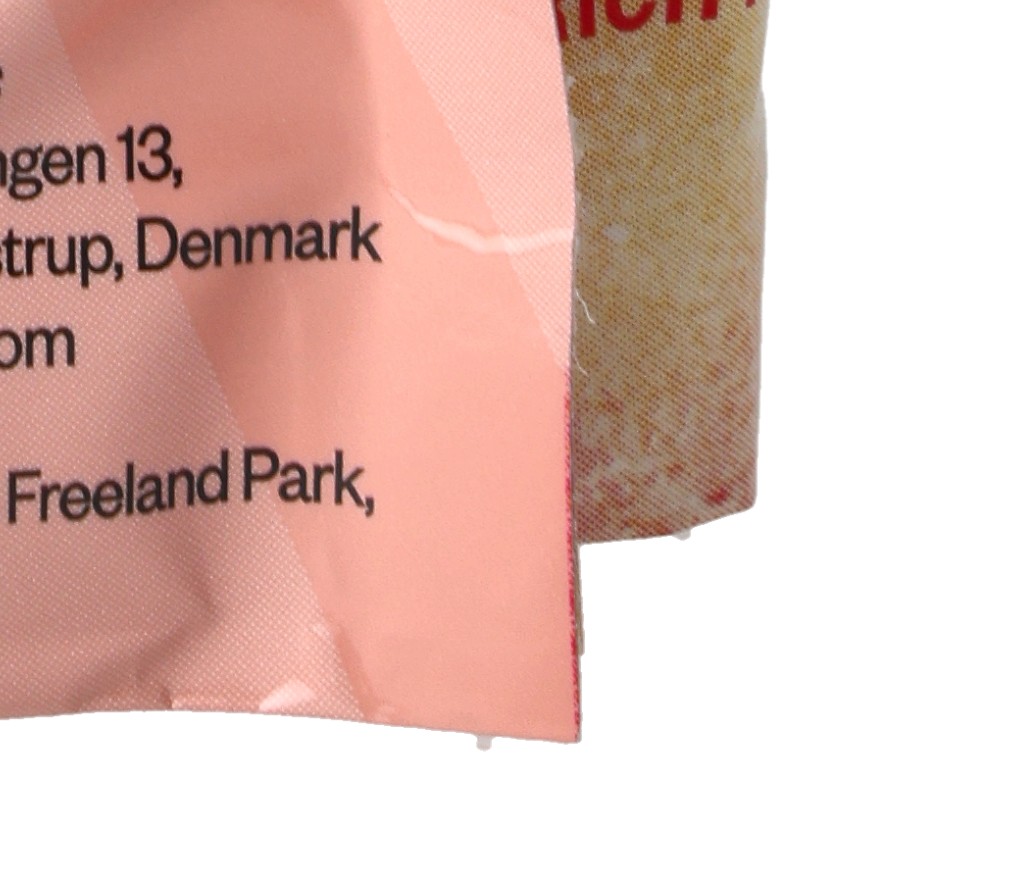 ngen 13,
strup, Denmark
om
Freeland Park,